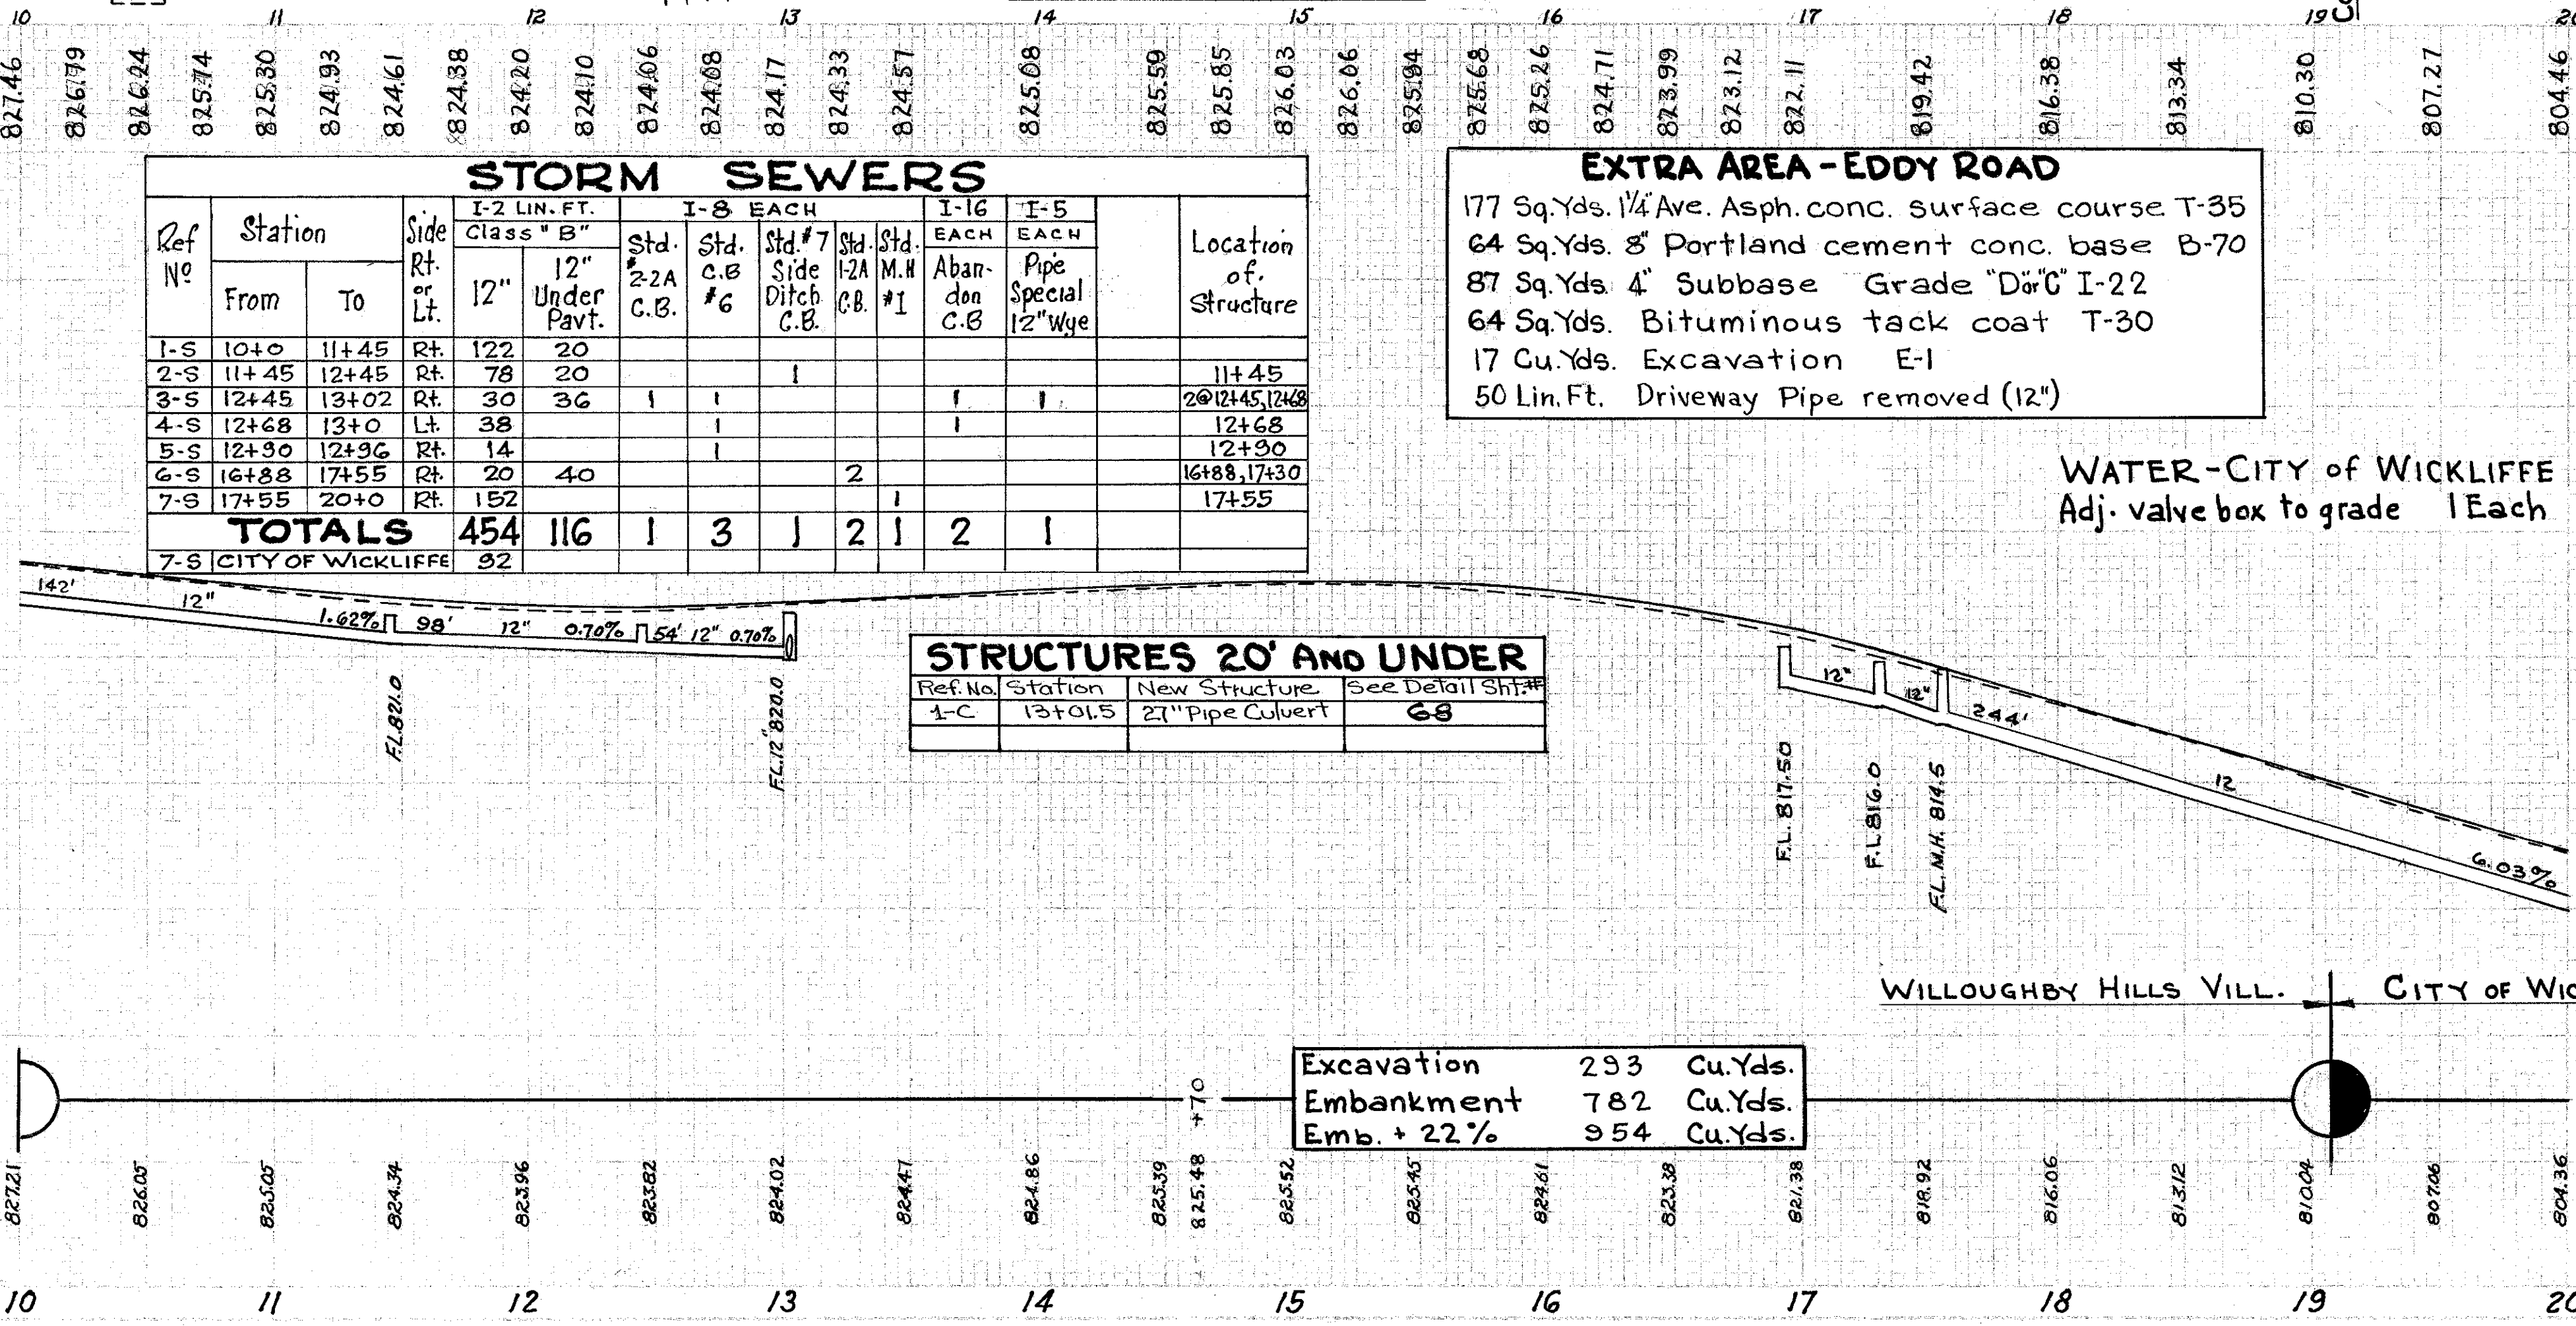 10 11 12 13 14 15 16 17 18 19
827.46 826.79 826.24 825.74 825.30 824.93 824.61 824.38 824.20 824.10 824.06 824.08 824.17 824.33 824.57 825.08 825.59 825.85 826.03 826.06 825.94 825.68 825.26 824.71 823.99 823.12 822.11 819.42 816.38 813.34 810.30 807.27 804.46
STORM SEWERS
Ref Nº Station From To Side Rt. or Lt. I-2 LIN. FT. Class "B" 12" 12" Under Pavt. I-8 EACH Std. #2-2A C.B. Std. C.B #6 Std.#7 Side Ditch C.B. Std. 1-2A C.B. Std. M.H #1 I-16 EACH Aban-don C.B I-5 EACH Pipe Special 12" Wye Location of. Structure
1-S 10+0 11+45 Rt. 122 20
2-S 11+45 12+45 Rt. 78 20 1 11+45
3-S 12+45 13+02 Rt. 30 36 1 1 1 1 2@12+45,12+68
4-S 12+68 13+0 Lt. 38 1 1 12+68
5-S 12+90 12+96 Rt. 14 1 12+90
6-S 16+88 17+55 Rt. 20 40 2 16+88,17+30
7-S 17+55 20+0 Rt. 152 1 17+55
TOTALS 454 116 1 3 1 2 1 2 1
7-S CITY OF WICKLIFFE 92
EXTRA AREA - EDDY ROAD
177 Sq.Yds. 1¼" Ave. Asph. conc. surface course T-35
64 Sq.Yds. 8" Portland cement conc. base B-70
87 Sq.Yds. 4" Subbase Grade "D" or "C" I-22
64 Sq.Yds. Bituminous tack coat T-30
17 Cu.Yds. Excavation E-1
50 Lin.Ft. Driveway Pipe removed (12")
WATER-CITY of WICKLIFFE
Adj. valve box to grade 1 Each
142' 12" 1.62% 98' 12" 0.70% 54' 12" 0.70%
F.L. 821.0
F.L. 12" 820.0
STRUCTURES 20' AND UNDER
Ref. No. Station New Structure See Detail Sht.#
1-C 13+01.5 27" Pipe Culvert 68
12" 12" 244' 12 6.03%
F.L. 817.50
F.L. 816.0
F.L. M.H. 814.5
WILLOUGHBY HILLS VILL. CITY OF
Excavation 293 Cu.Yds.
Embankment 782 Cu.Yds.
Emb. + 22% 954 Cu.Yds.
+70
827.21 826.05 825.05 824.34 823.96 823.82 824.02 824.47 824.86 825.39 825.48 825.52 825.45 824.61 823.38 821.38 818.92 816.06 813.12 810.04 807.06 804.36
10 11 12 13 14 15 16 17 18 19